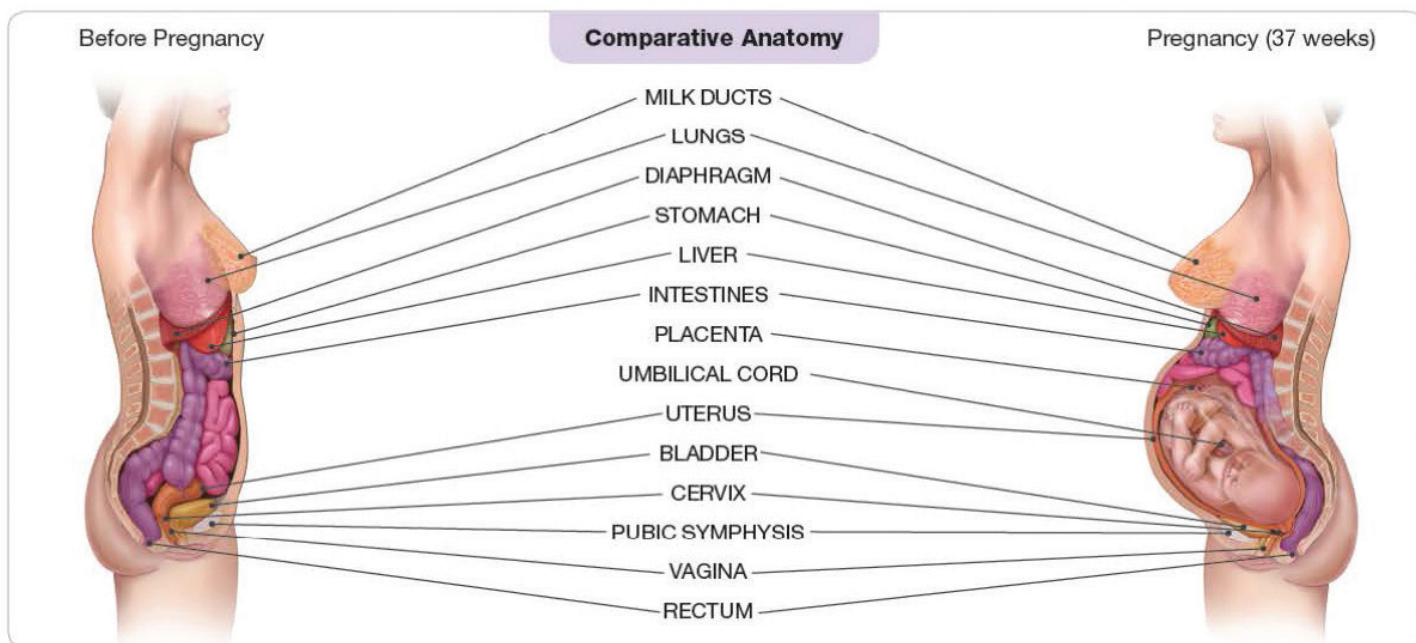 Before Pregnancy
Comparative Anatomy
Pregnancy (37 weeks)
MILK DUCTS
LUNGS
DIAPHRAGM
STOMACH
LIVER
INTESTINES
PLACENTA
UMBILICAL CORD
UTERUS
BLADDER
CERVIX
PUBIC SYMPHYSIS
VAGINA
RECTUM